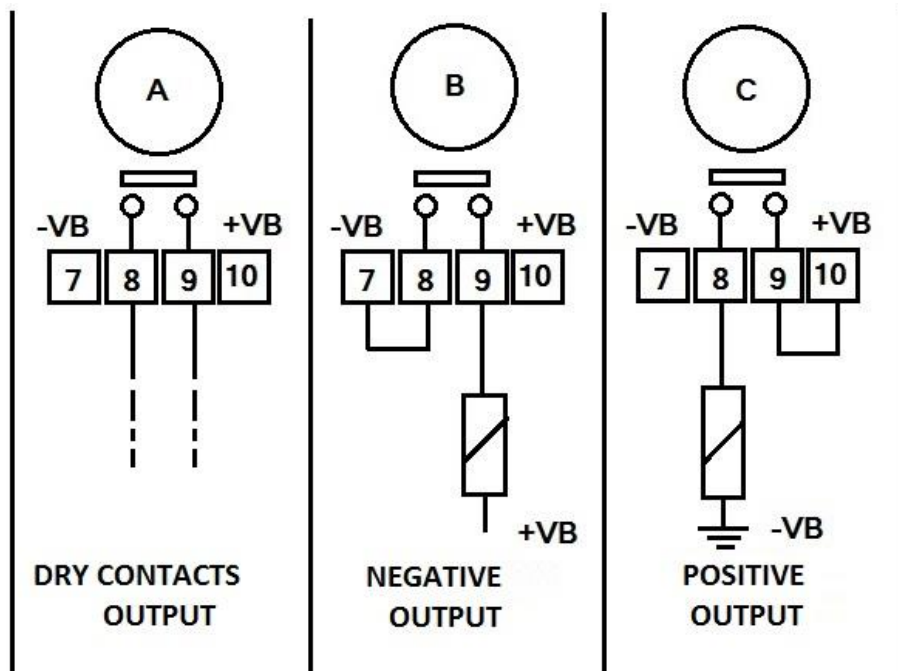 A
-VB +VB
7 8 9 10
DRY CONTACTS
OUTPUT
B
-VB +VB
7 8 9 10
+VB
NEGATIVE
OUTPUT
C
-VB +VB
7 8 9 10
-VB
POSITIVE
OUTPUT